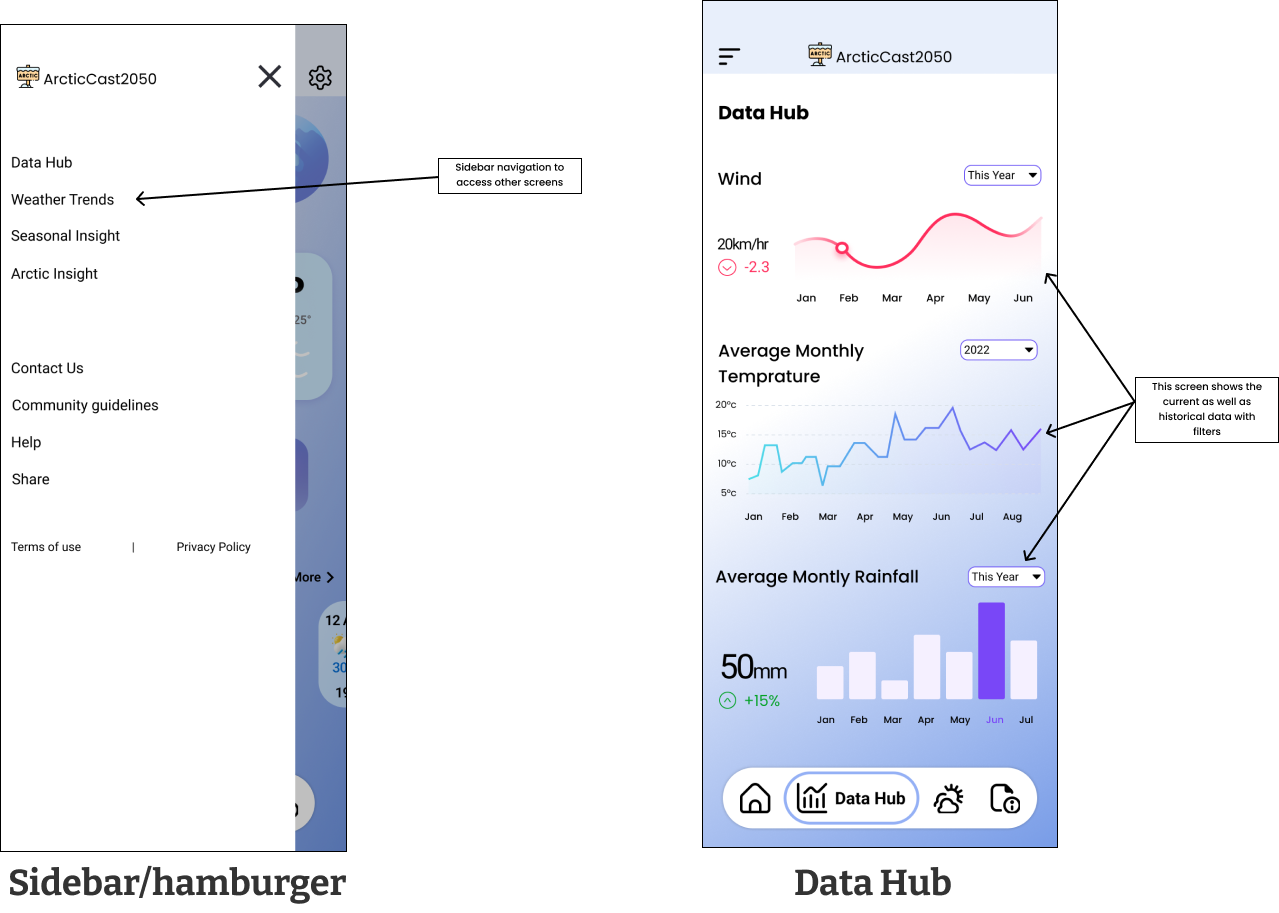 ARCTIC
ArcticCast2050
Data Hub
Weather Trends
Seasonal Insight
Arctic Insight
Contact Us
Community guidelines
Help
Share
Terms of use | Privacy Policy
25°
More
12 A
30
19
Sidebar navigation to
access other screens
Sidebar/hamburger
ARCTIC
ArcticCast2050
Data Hub
Wind
This Year
20km/hr
-2.3
Jan Feb Mar Apr May Jun
Average Monthly
Temprature
2022
20°c
15°c
10°c
5°c
Jan Feb Mar Apr May Jun Jul Aug
Average Montly Rainfall
This Year
50mm
+15%
Jan Feb Mar Apr May Jun Jul
Data Hub
This screen shows the
current as well as
historical data with
filters
Data Hub